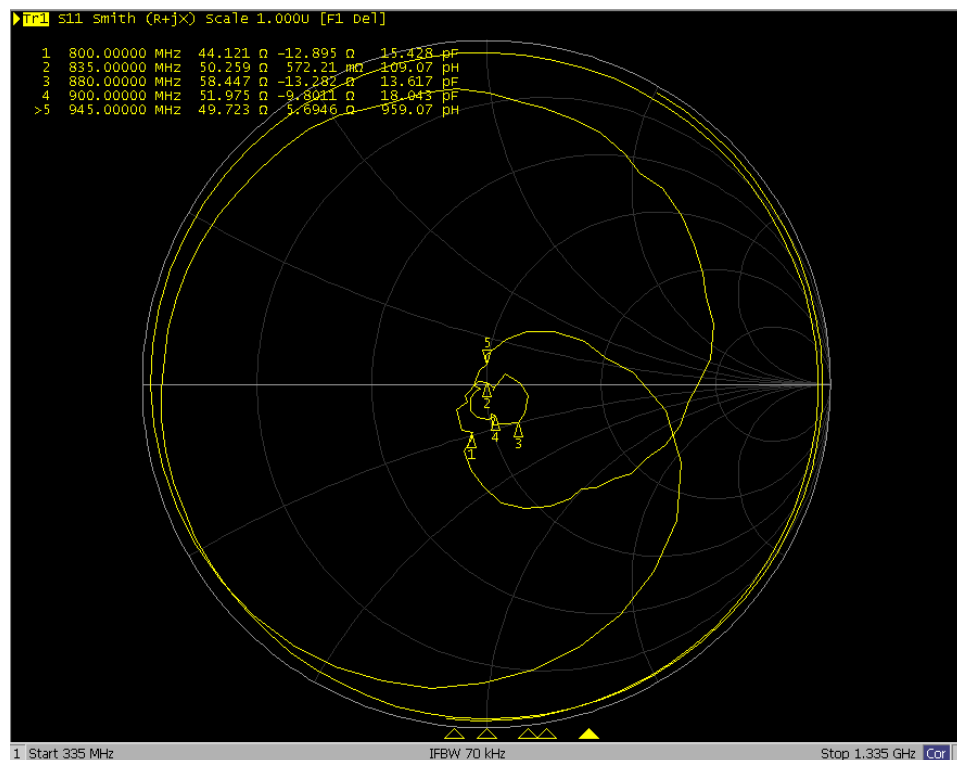 Tr1 S11 Smith (R+jX) Scale 1.000U [F1 Del]
1 800.00000 MHz 44.121 Ω -12.895 Ω 15.428 pF
2 835.00000 MHz 50.259 Ω 572.21 mΩ 109.07 pH
3 880.00000 MHz 58.447 Ω -13.282 Ω 13.617 pF
4 900.00000 MHz 51.975 Ω -9.8011 Ω 18.043 pF
>5 945.00000 MHz 49.723 Ω 5.6946 Ω 959.07 pH
5
2
4
3
1
1 Start 335 MHz IFBW 70 kHz Stop 1.335 GHz Cor